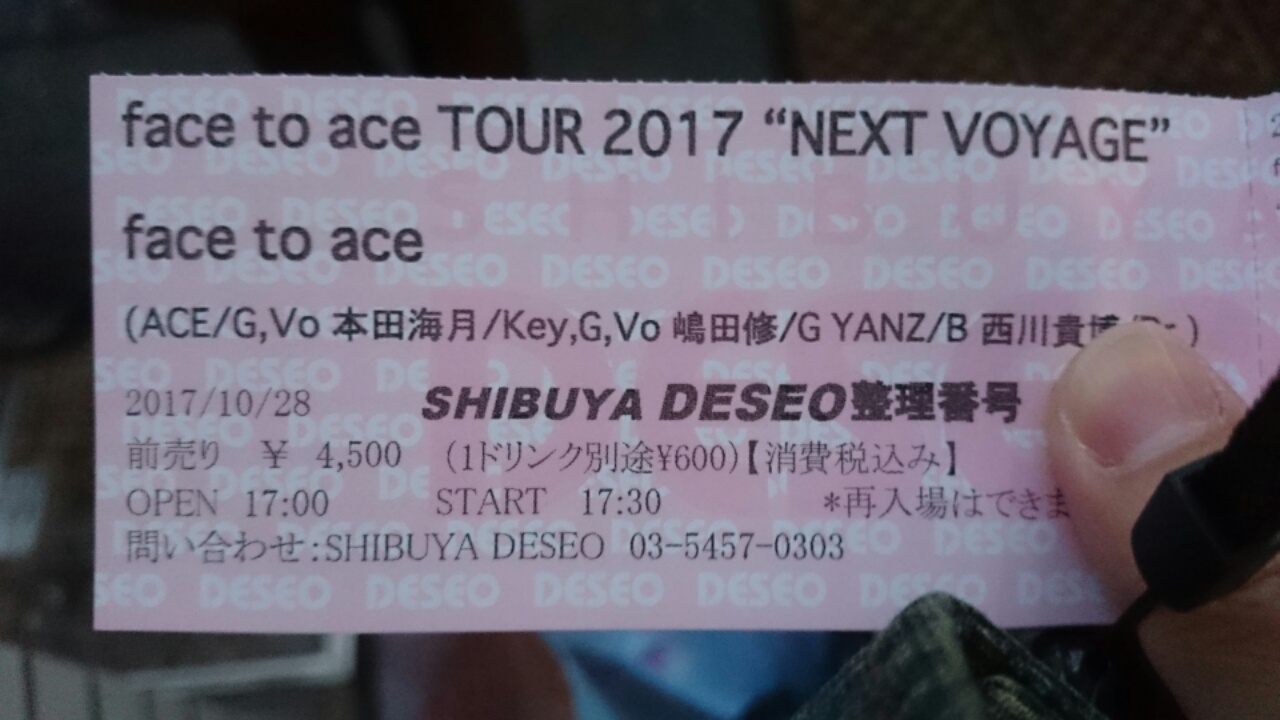 face to ace TOUR 2017 “NEXT VOYAGE”
face to ace
(ACE/G,Vo 本田海月/Key,G,Vo 嶋田修/G YANZ/B 西川貴博/Dr )
2017/10/28 SHIBUYA DESEO整理番号
前売り ¥ 4,500 (1ドリンク別途¥600)【消費税込み】
OPEN 17:00 START 17:30 *再入場はできま
問い合わせ:SHIBUYA DESEO 03-5457-0303